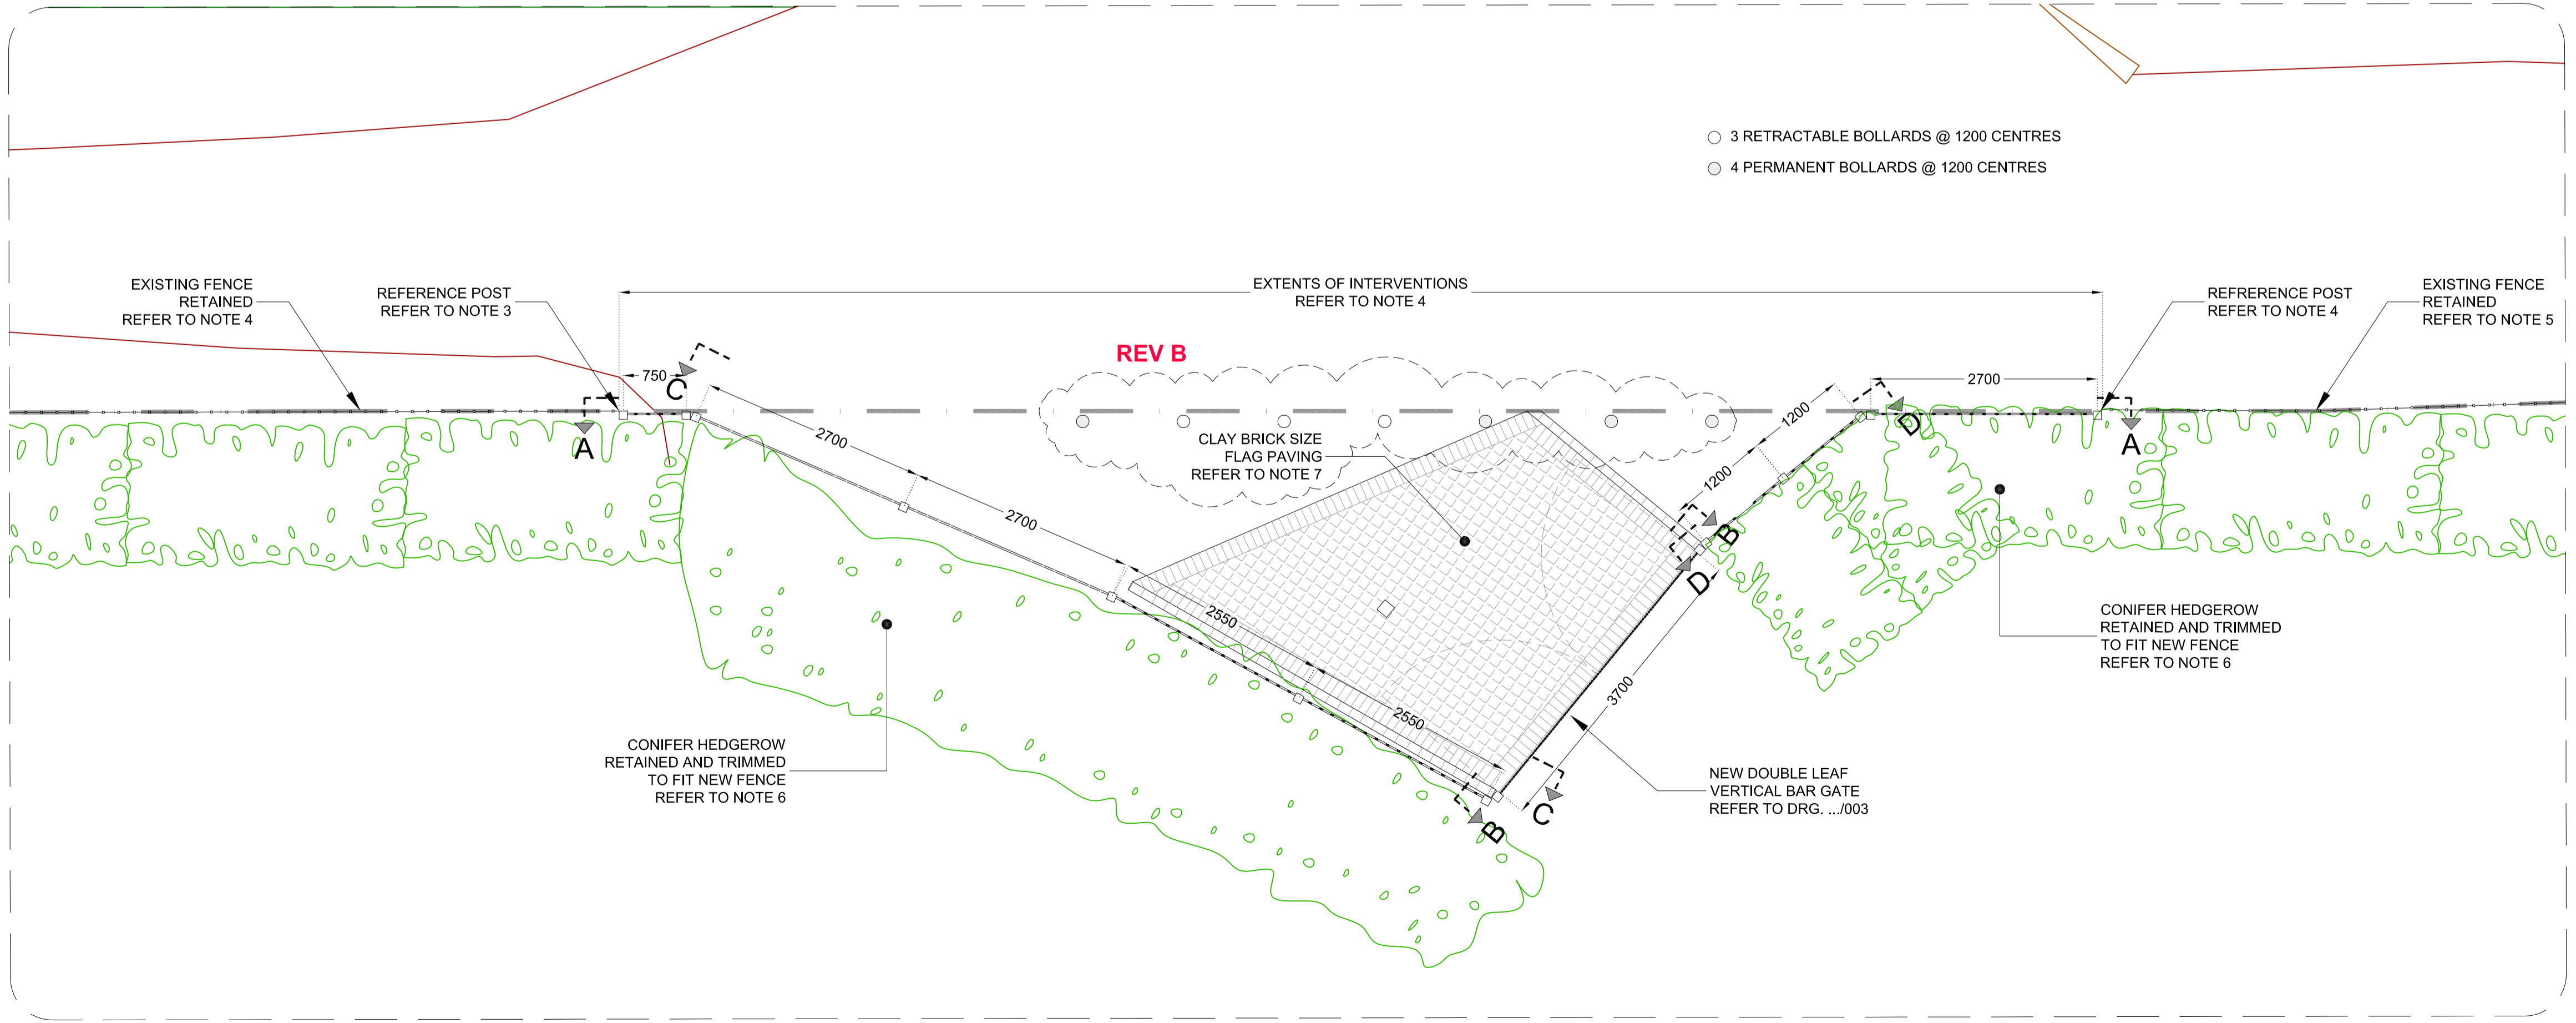 3 RETRACTABLE BOLLARDS @ 1200 CENTRES
4 PERMANENT BOLLARDS @ 1200 CENTRES
EXISTING FENCE
RETAINED
REFER TO NOTE 4
REFERENCE POST
REFER TO NOTE 3
EXTENTS OF INTERVENTIONS
REFER TO NOTE 4
REFRERENCE POST
REFER TO NOTE 4
EXISTING FENCE
RETAINED
REFER TO NOTE 5
REV B
750
C
A
2700
2700
2550
2550
CLAY BRICK SIZE
FLAG PAVING
REFER TO NOTE 7
1200
1200
2700
D
A
B
D
3700
C
B
CONIFER HEDGEROW
RETAINED AND TRIMMED
TO FIT NEW FENCE
REFER TO NOTE 6
CONIFER HEDGEROW
RETAINED AND TRIMMED
TO FIT NEW FENCE
REFER TO NOTE 6
NEW DOUBLE LEAF
VERTICAL BAR GATE
REFER TO DRG. .../003